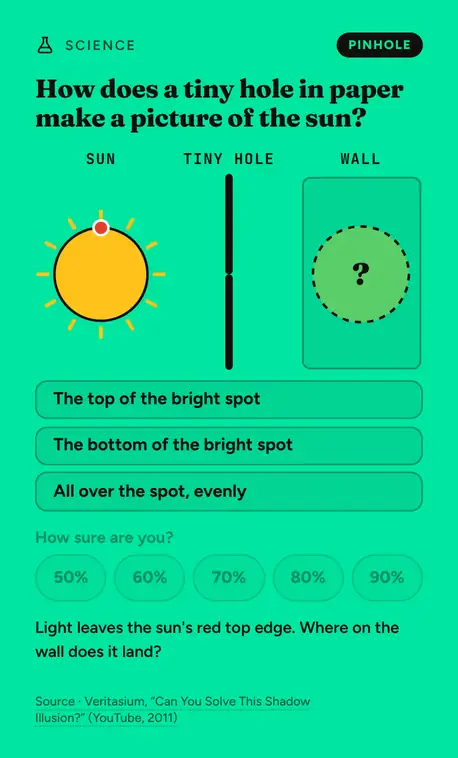 SCIENCE
PINHOLE
How does a tiny hole in paper
make a picture of the sun?
SUN
TINY HOLE
WALL
?
The top of the bright spot
The bottom of the bright spot
All over the spot, evenly
How sure are you?
50%
60%
70%
80%
90%
Light leaves the sun's red top edge. Where on the
wall does it land?
Source · Veritasium, “Can You Solve This Shadow
Illusion?” (YouTube, 2011)